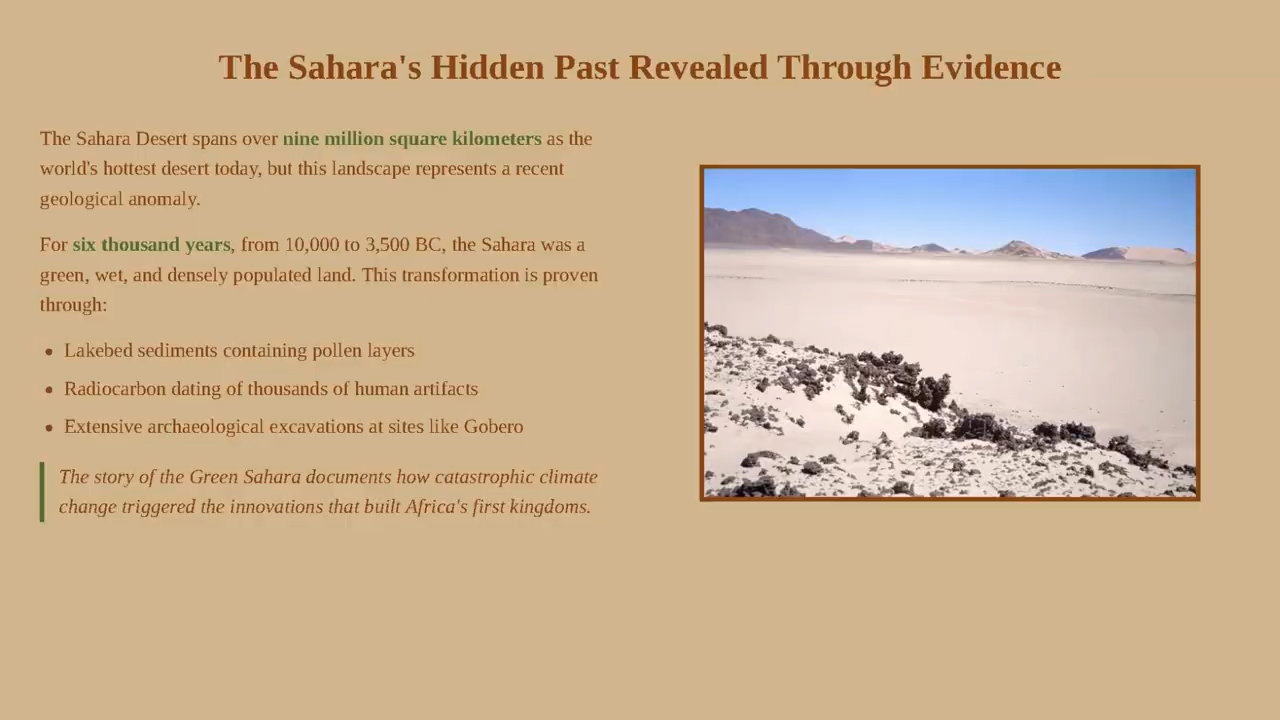 The Sahara's Hidden Past Revealed Through Evidence
The Sahara Desert spans over nine million square kilometers as the
world's hottest desert today, but this landscape represents a recent
geological anomaly.
For six thousand years, from 10,000 to 3,500 BC, the Sahara was a
green, wet, and densely populated land. This transformation is proven
through:
• Lakebed sediments containing pollen layers
• Radiocarbon dating of thousands of human artifacts
• Extensive archaeological excavations at sites like Gobero
The story of the Green Sahara documents how catastrophic climate
change triggered the innovations that built Africa's first kingdoms.